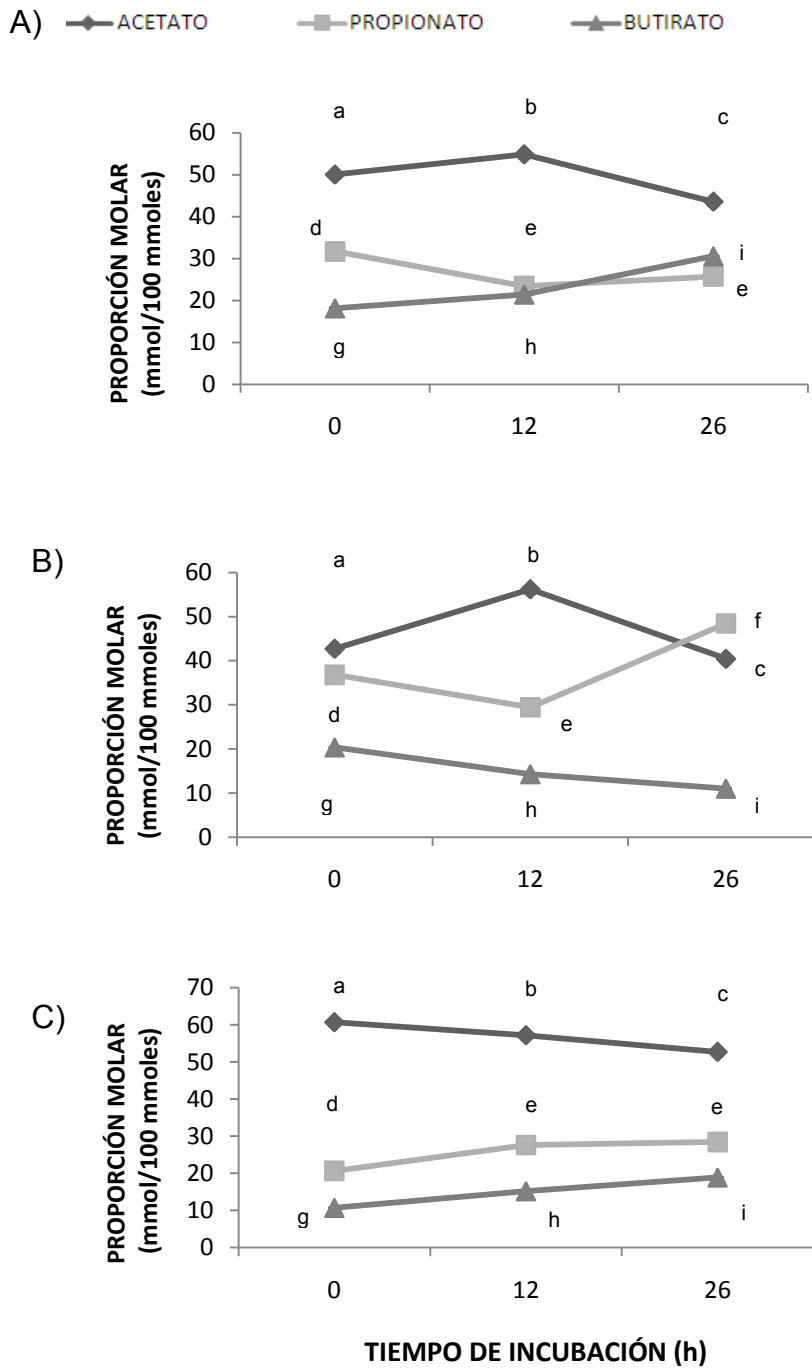 A) ACETATO PROPIONATO BUTIRATO
a b c
60
50
40
30
20
10
0
d e i
e
g h
PROPORCIÓN MOLAR
(mmol/100 mmoles)
0 12 26
B)
a b
60
50
40
30
20
10
0
f
c
d e
g h i
PROPORCIÓN MOLAR
(mmol/100 mmoles)
0 12 26
C)
70
60
50
40
30
20
10
0
a b c
d e e
g h i
PROPORCIÓN MOLAR
(mmol/100 mmoles)
0 12 26
TIEMPO DE INCUBACIÓN (h)